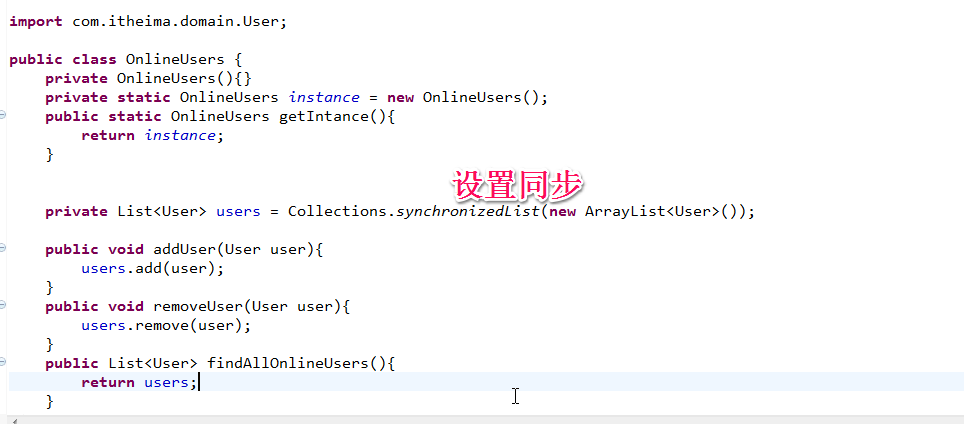 import com.itheima.domain.User;
public class OnlineUsers {
private OnlineUsers(){}
private static OnlineUsers instance = new OnlineUsers();
public static OnlineUsers getIntance(){
return instance;
}
设置同步
private List<User> users = Collections.synchronizedList(new ArrayList<User>());
public void addUser(User user){
users.add(user);
}
public void removeUser(User user){
users.remove(user);
}
public List<User> findAllOnlineUsers(){
return users;
}